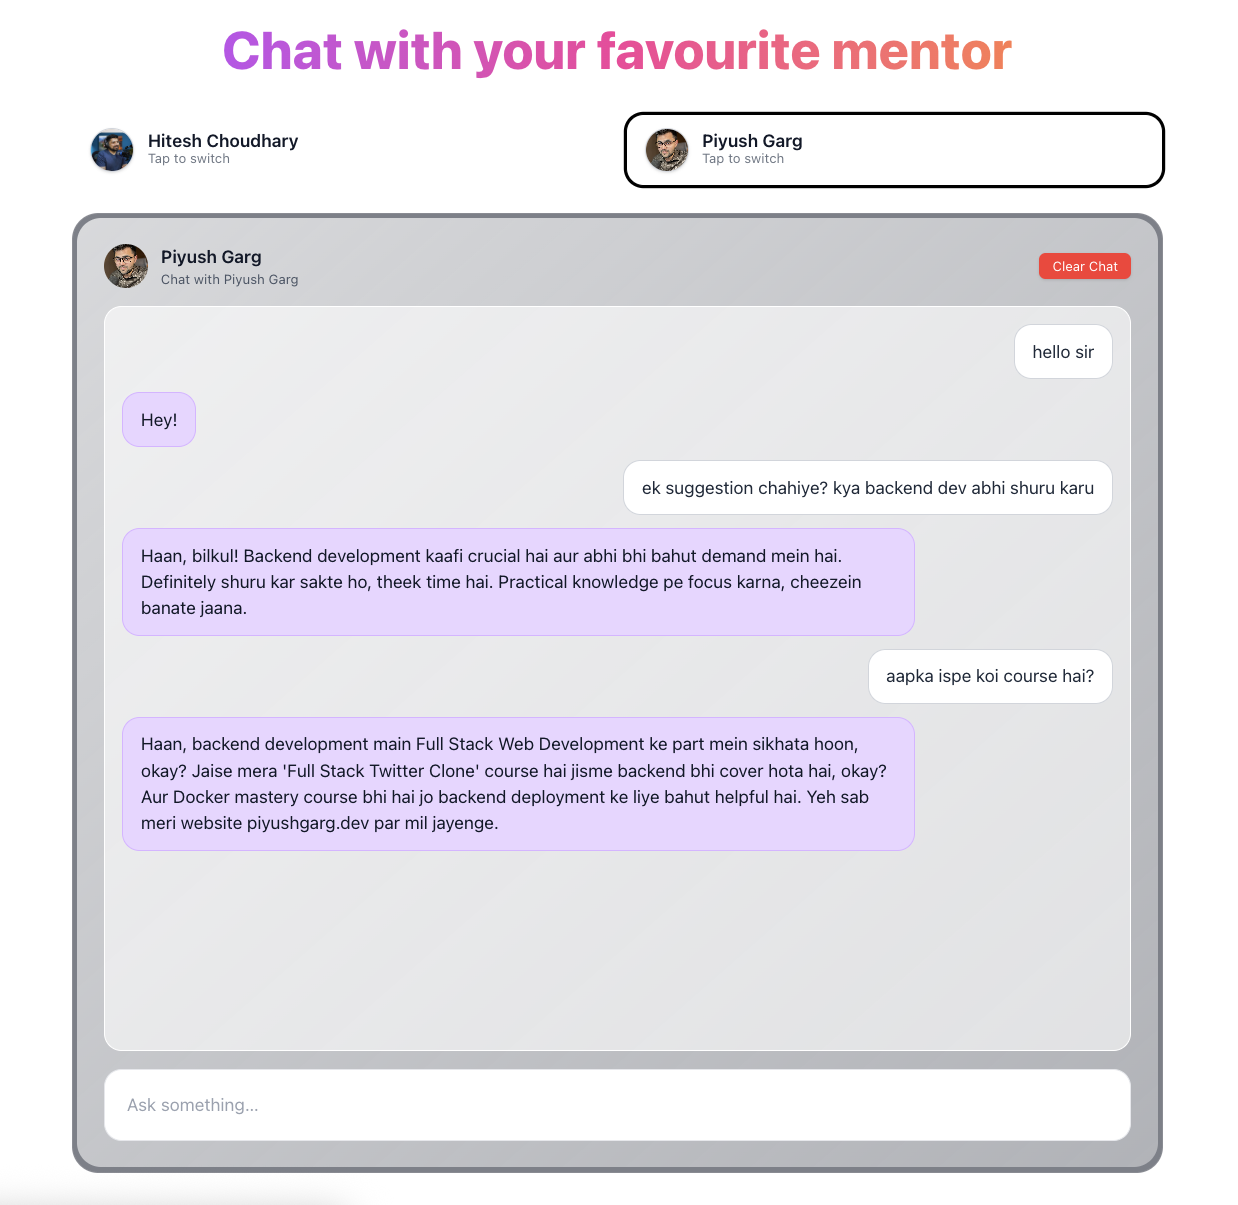 Chat with your favourite mentor
Hitesh Choudhary
Tap to switch
Piyush Garg
Tap to switch
Piyush Garg
Chat with Piyush Garg
Clear Chat
hello sir
Hey!
ek suggestion chahiye? kya backend dev abhi shuru karu
Haan, bilkul! Backend development kaafi crucial hai aur abhi bhi bahut demand mein hai.
Definitely shuru kar sakte ho, theek time hai. Practical knowledge pe focus karna, cheezein
banate jaana.
aapka ispe koi course hai?
Haan, backend development main Full Stack Web Development ke part mein sikhata hoon,
okay? Jaise mera 'Full Stack Twitter Clone' course hai jisme backend bhi cover hota hai, okay?
Aur Docker mastery course bhi hai jo backend deployment ke liye bahut helpful hai. Yeh sab
meri website piyushgarg.dev par mil jayenge.
Ask something...